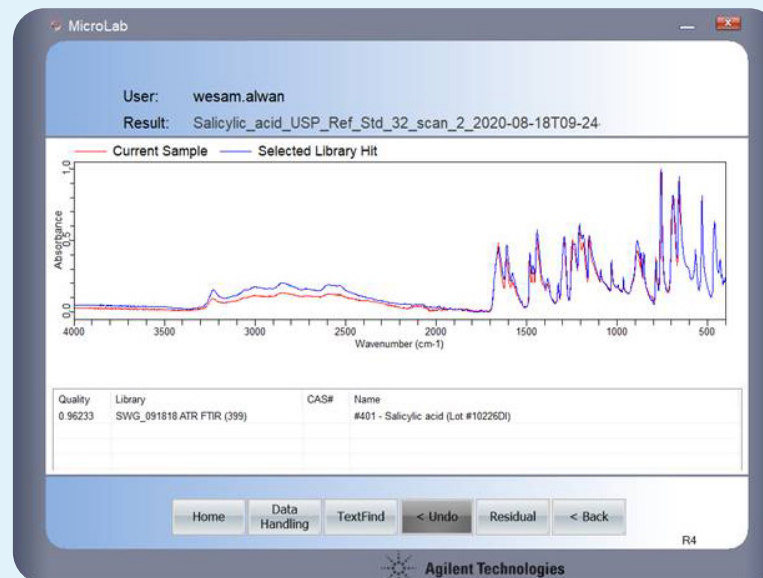 MicroLab
User: wesam.alwan
Result: Salicylic_acid_USP_Ref_Std_32_scan_2_2020-08-18T09-24-
Current Sample Selected Library Hit
1,0
0,5
0,0
Absorbance
4000 3500 3000 2500 2000 1500 1000 500
Wavenumber (cm-1)
Quality Library CAS# Name
0.96233 SWG_091818 ATR FTIR (399) #401 - Salicylic acid (Lot #10226DI)
Home Data Handling TextFind < Undo Residual < Back
R4
Agilent Technologies